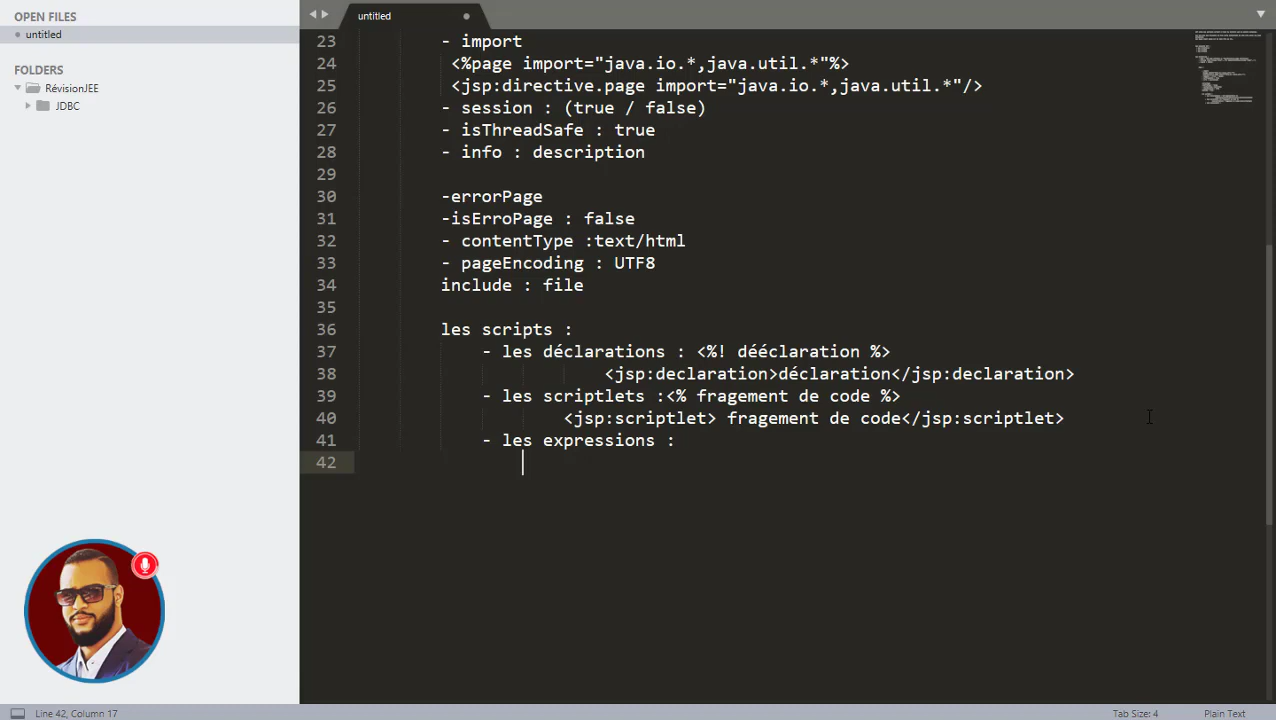 OPEN FILES
untitled
FOLDERS
RévisionJEE
JDBC
untitled
23 - import
24 <%page import="java.io.*,java.util.*"%>
25 <jsp:directive.page import="java.io.*,java.util.*"/>
26 - session : (true / false)
27 - isThreadSafe : true
28 - info : description
29
30 -errorPage
31 -isErroPage : false
32 - contentType :text/html
33 - pageEncoding : UTF8
34 include : file
35
36 les scripts :
37 - les déclarations : <%! dééclaration %>
38 <jsp:declaration>déclaration</jsp:declaration>
39 - les scriptlets :<% fragement de code %>
40 <jsp:scriptlet> fragement de code</jsp:scriptlet>
41 - les expressions :
42
Line 42, Column 17
Tab Size: 4
Plain Text